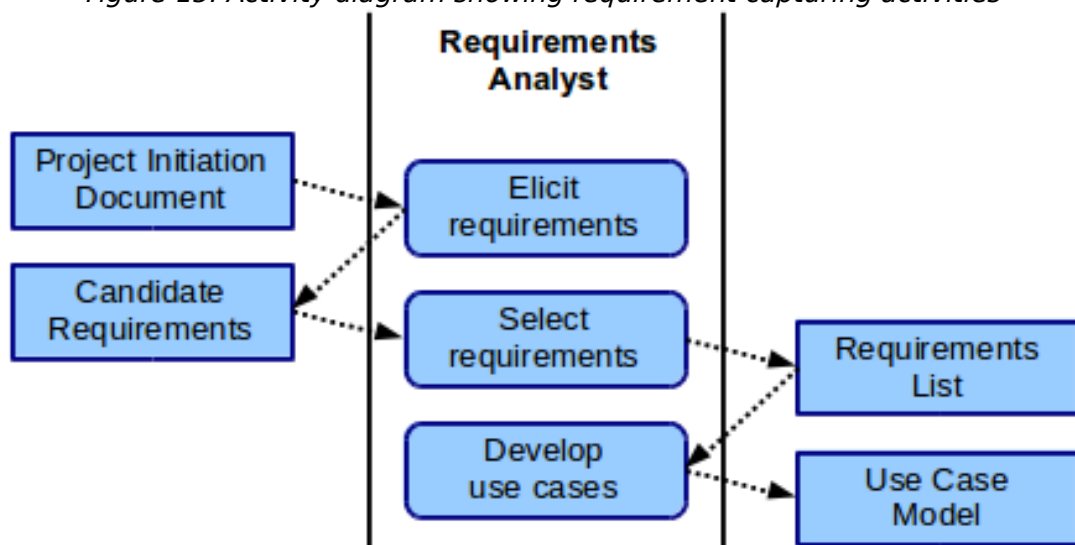 Figure 13: Activity diagram showing requirement capturing activities
Requirements
Analyst
Project Initiation
Document
Elicit
requirements
Candidate
Requirements
Select
requirements
Requirements
List
Develop
use cases
Use Case
Model